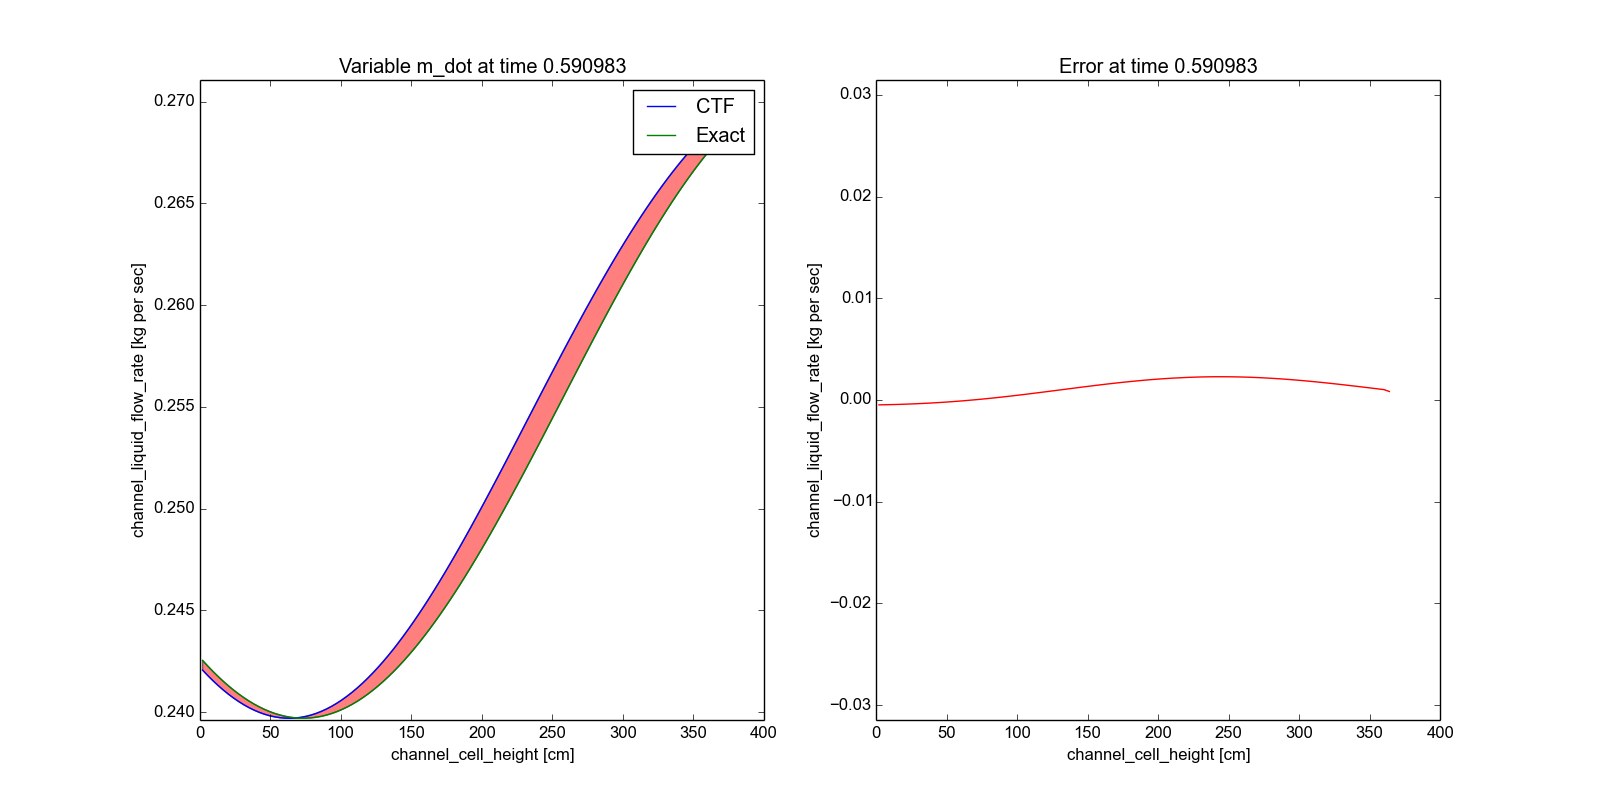 Variable m_dot at time 0.590983
0.270
0.265
0.260
0.255
0.250
0.245
0.240
channel_liquid_flow_rate [kg per sec]
CTF
Exact
0 50 100 150 200 250 300 350 400
channel_cell_height [cm]
Error at time 0.590983
0.03
0.02
0.01
0.00
−0.01
−0.02
−0.03
channel_liquid_flow_rate [kg per sec]
0 50 100 150 200 250 300 350 400
channel_cell_height [cm]